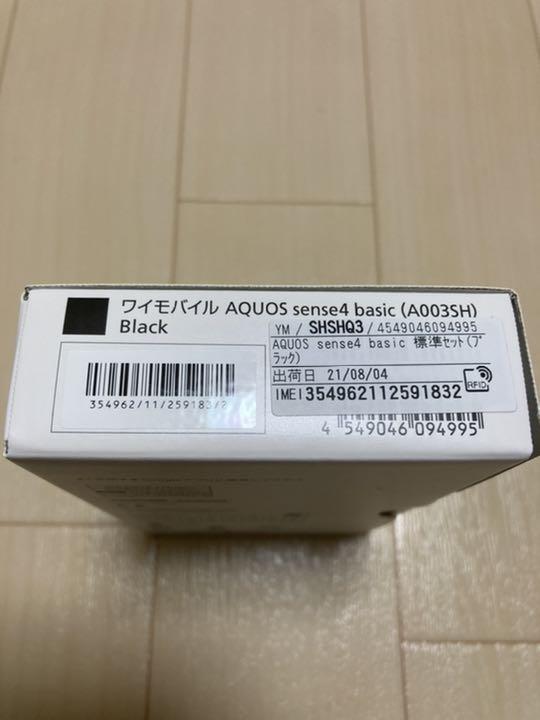 ワイモバイル AQUOS sense4 basic (A003SH)
Black
YM / SHSHQ3 / 4549046094995
AQUOS sense4 basic 標準セット(ブ
ラック)
出荷日 21/08/04
RFID
IMEI 354962112591832
354962/11/259183/2
4 549046 094995